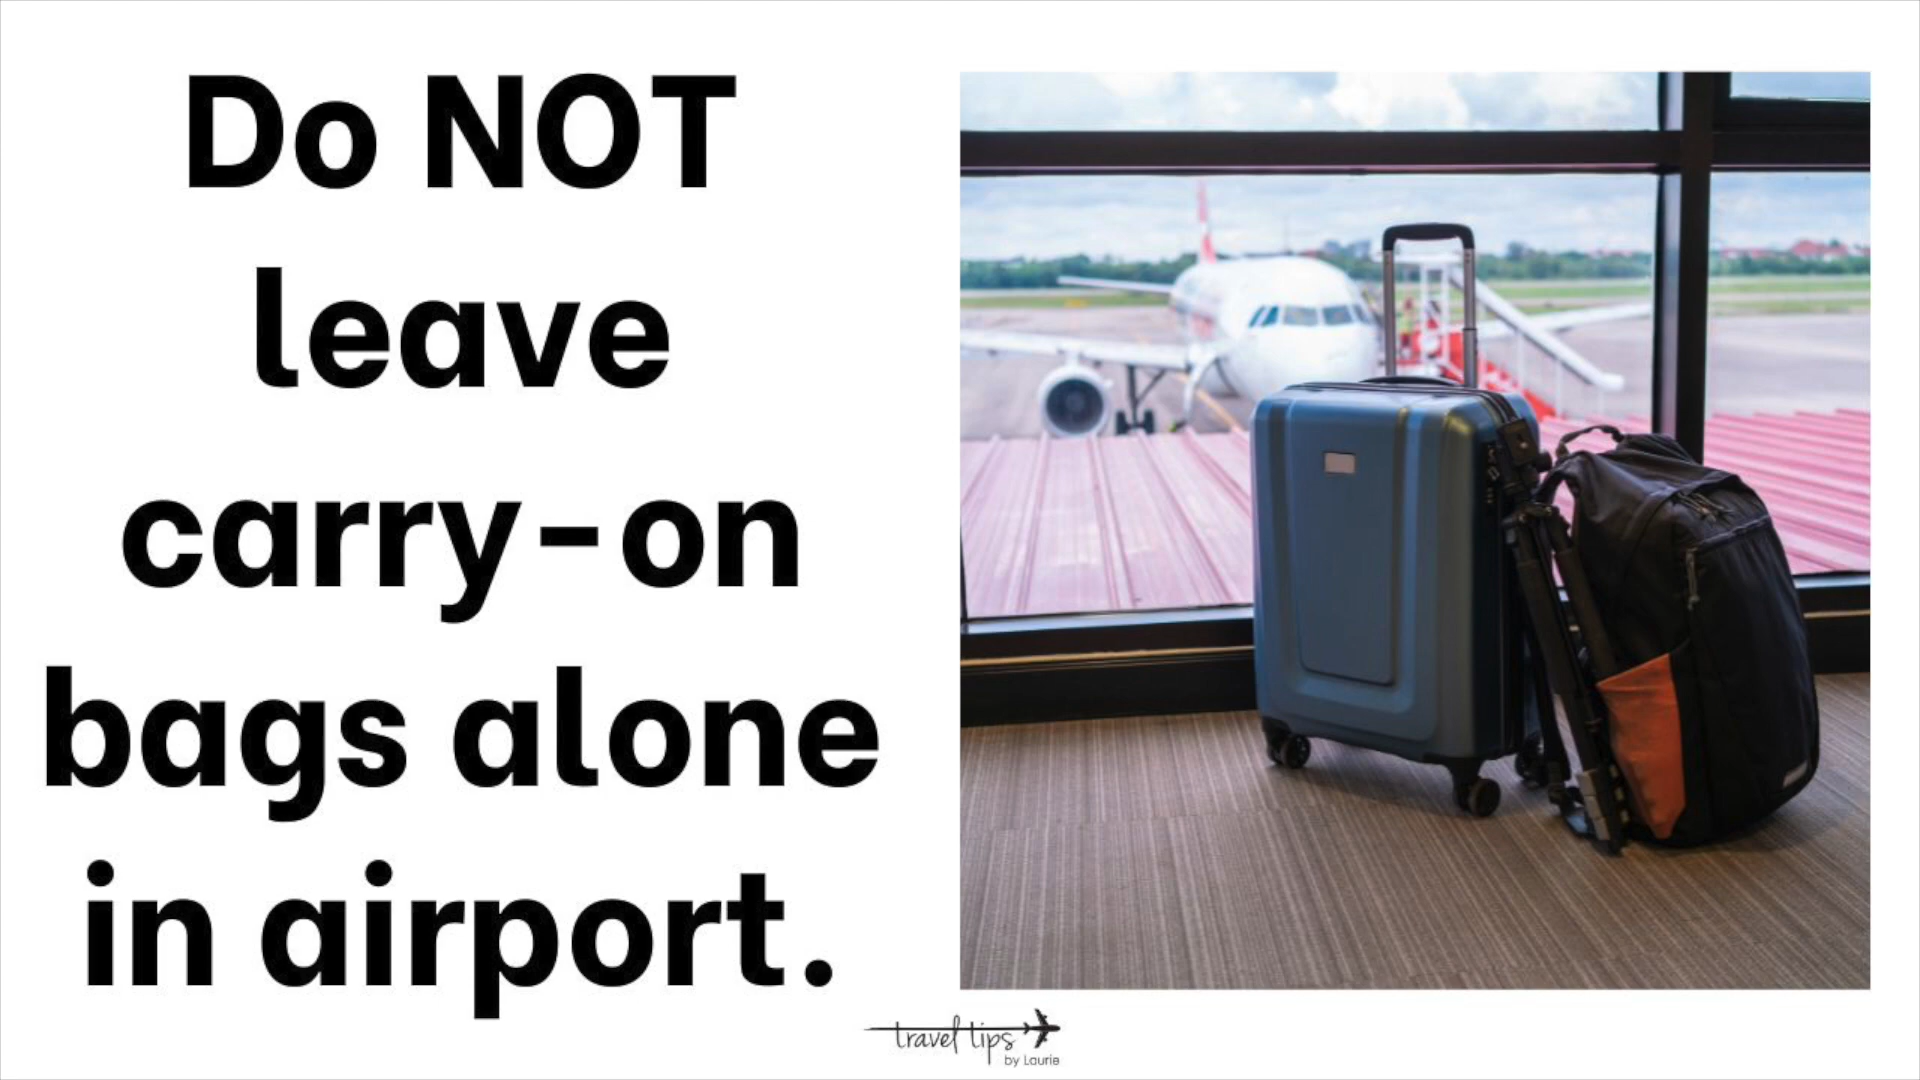 Do NOT
leave
carry-on
bags alone
in airport.
travel tips
by Laurie